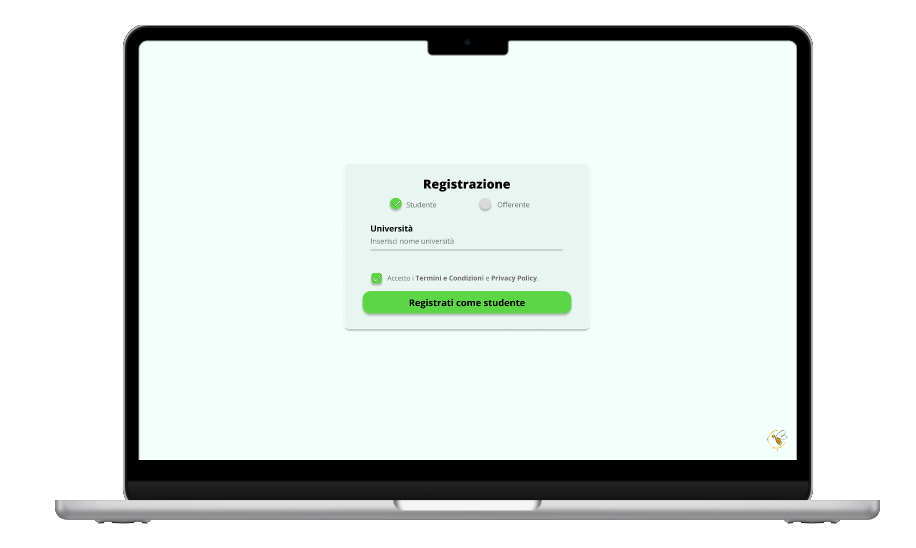 Registrazione
Studente Offerente
Università
Inserisci nome università
Accetto i Termini e Condizioni e Privacy Policy.
Registrati come studente